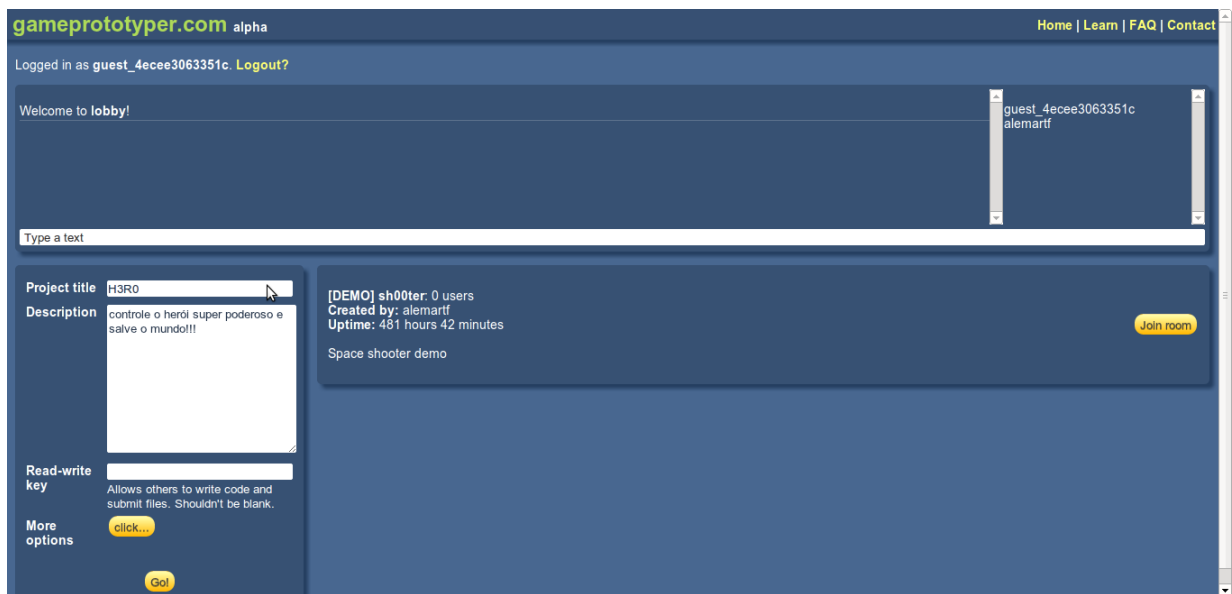 gameprototyper.com alpha
Home | Learn | FAQ | Contact
Logged in as guest_4ecee3063351c. Logout?
Welcome to lobby!
guest_4ecee3063351c
alemartf
Type a text
Project title H3R0
Description controle o herói super poderoso e
salve o mundo!!!
Read-write
key
Allows others to write code and
submit files. Shouldn't be blank.
More
options
click...
Go!
[DEMO] sh00ter: 0 users
Created by: alemartf
Uptime: 481 hours 42 minutes
Space shooter demo
Join room